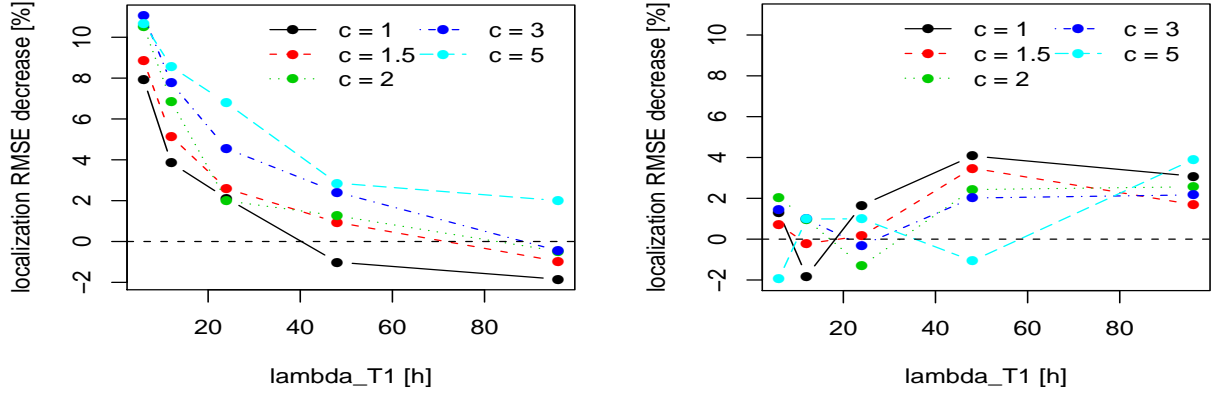 localization RMSE decrease [%]
10
8
6
4
2
0
−2
c = 1
c = 1.5
c = 2
c = 3
c = 5
20
40
60
80
lambda_T1 [h]
localization RMSE decrease [%]
10
8
6
4
2
0
−2
c = 1
c = 1.5
c = 2
c = 3
c = 5
20
40
60
80
lambda_T1 [h]